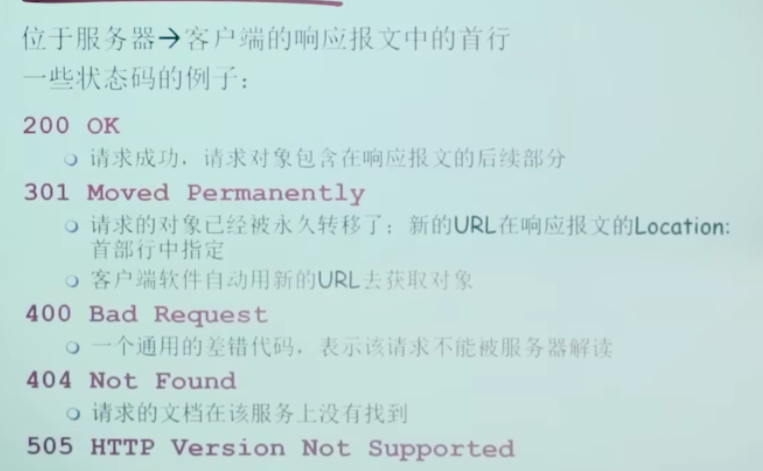 位于服务器→客户端的响应报文中的首行
一些状态码的例子：
200 OK
请求成功，请求对象包含在响应报文的后续部分
301 Moved Permanently
请求的对象已经被永久转移了；新的URL在响应报文的Location:
首部行中指定
客户端软件自动用新的URL去获取对象
400 Bad Request
一个通用的差错代码，表示该请求不能被服务器解读
404 Not Found
请求的文档在该服务上没有找到
505 HTTP Version Not Supported